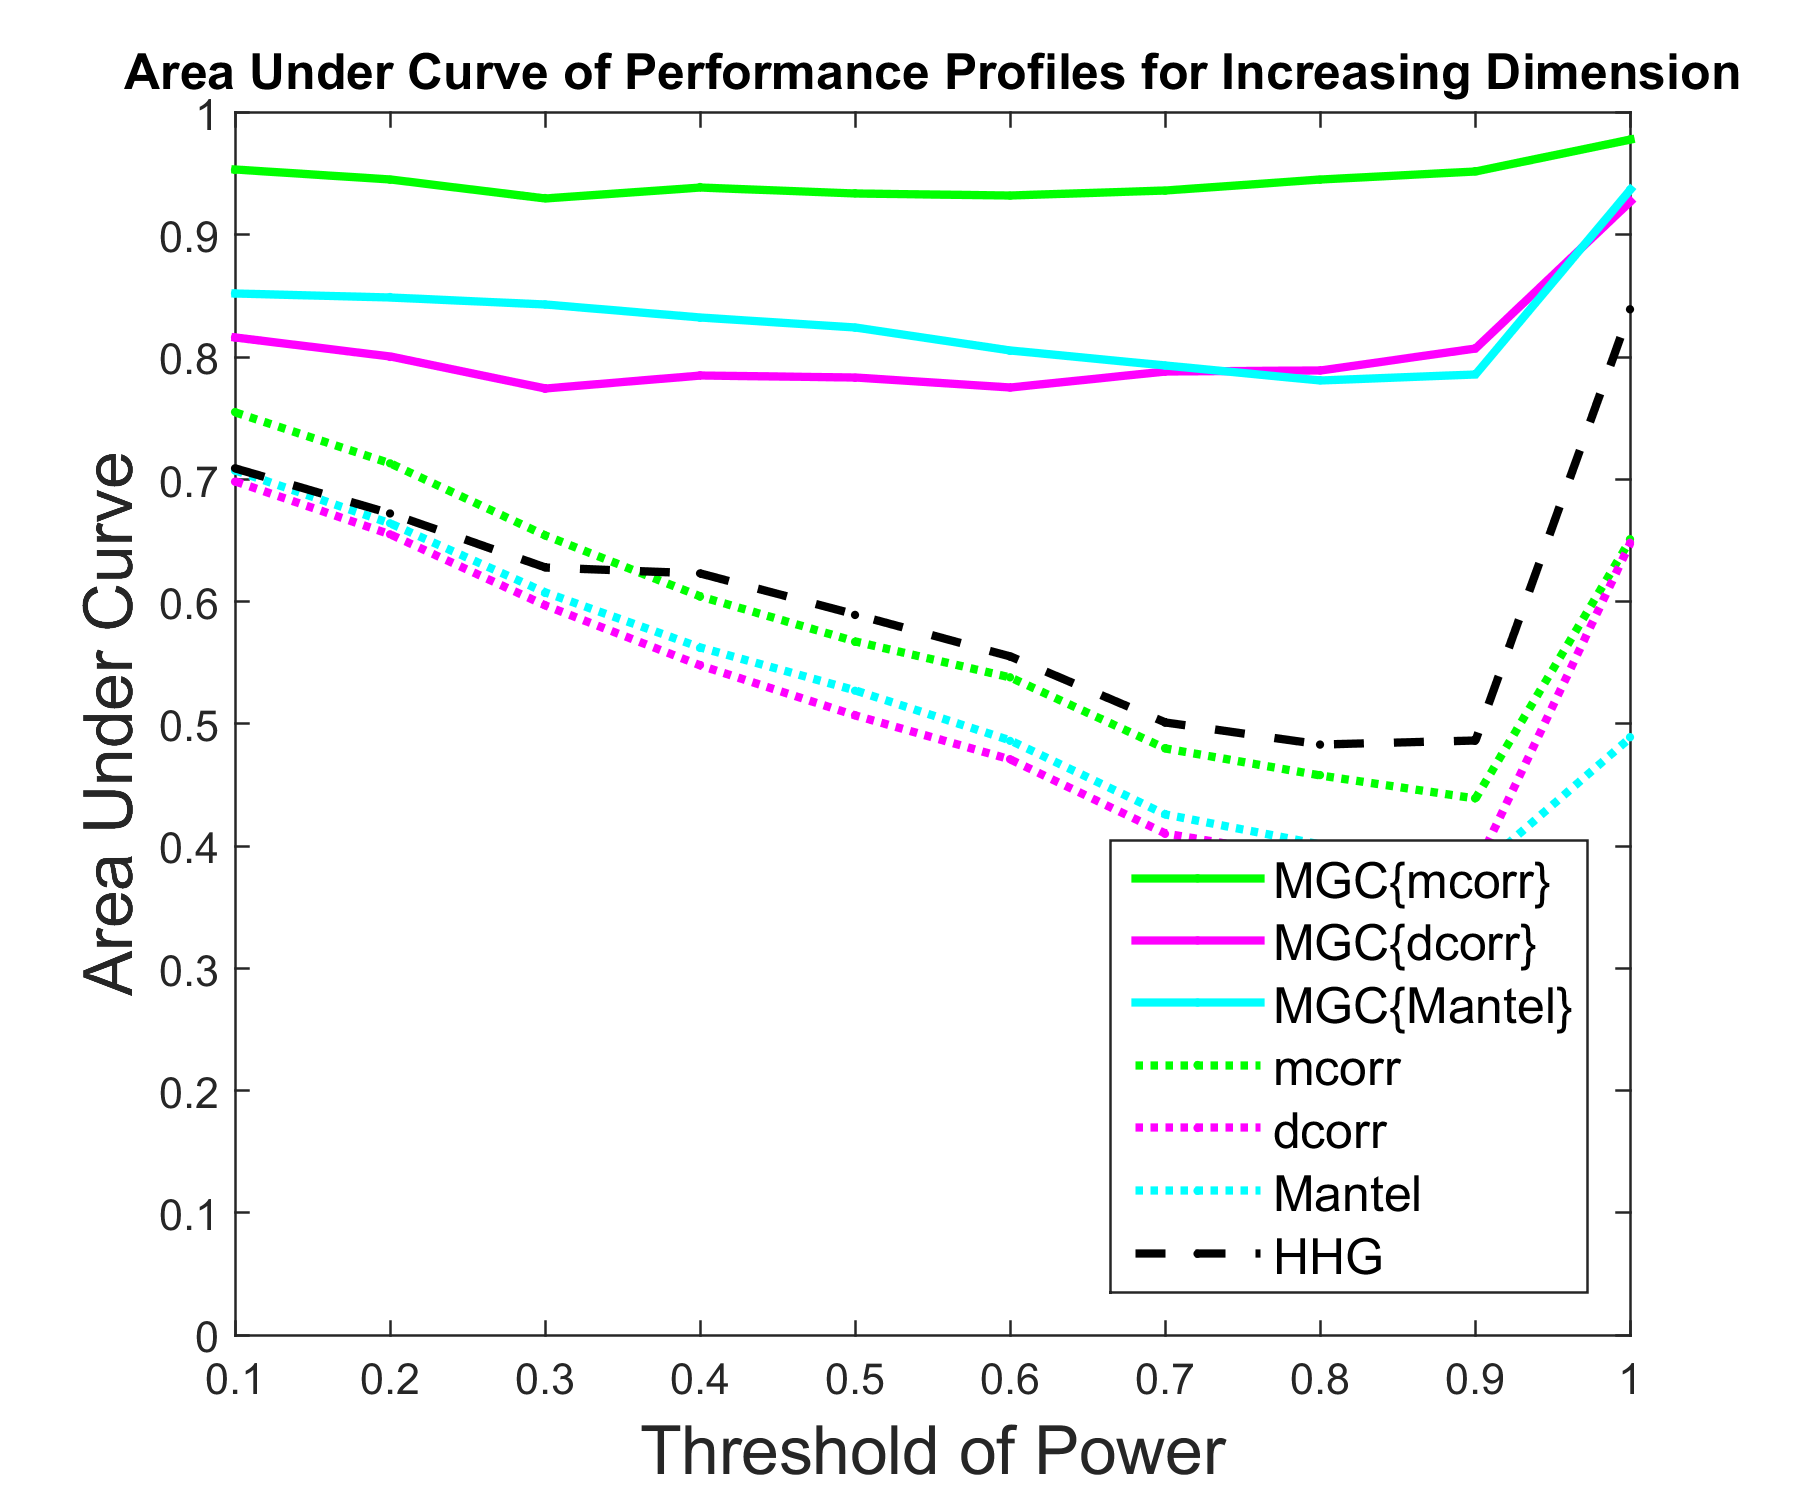 Area Under Curve of Performance Profiles for Increasing Dimension
1
0.9
0.8
0.7
0.6
0.5
0.4
0.3
0.2
0.1
0
Area Under Curve
MGC{mcorr}
MGC{dcorr}
MGC{Mantel}
mcorr
dcorr
Mantel
HHG
0.1 0.2 0.3 0.4 0.5 0.6 0.7 0.8 0.9 1
Threshold of Power